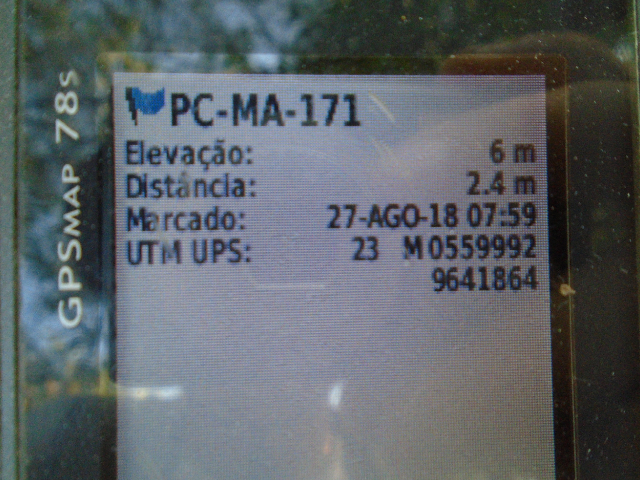 GPSMAP 78s
PC-MA-171
Elevação: 6 m
Distância: 2.4 m
Marcado: 27-AGO-18 07:59
UTM UPS: 23 M 0559992
9641864